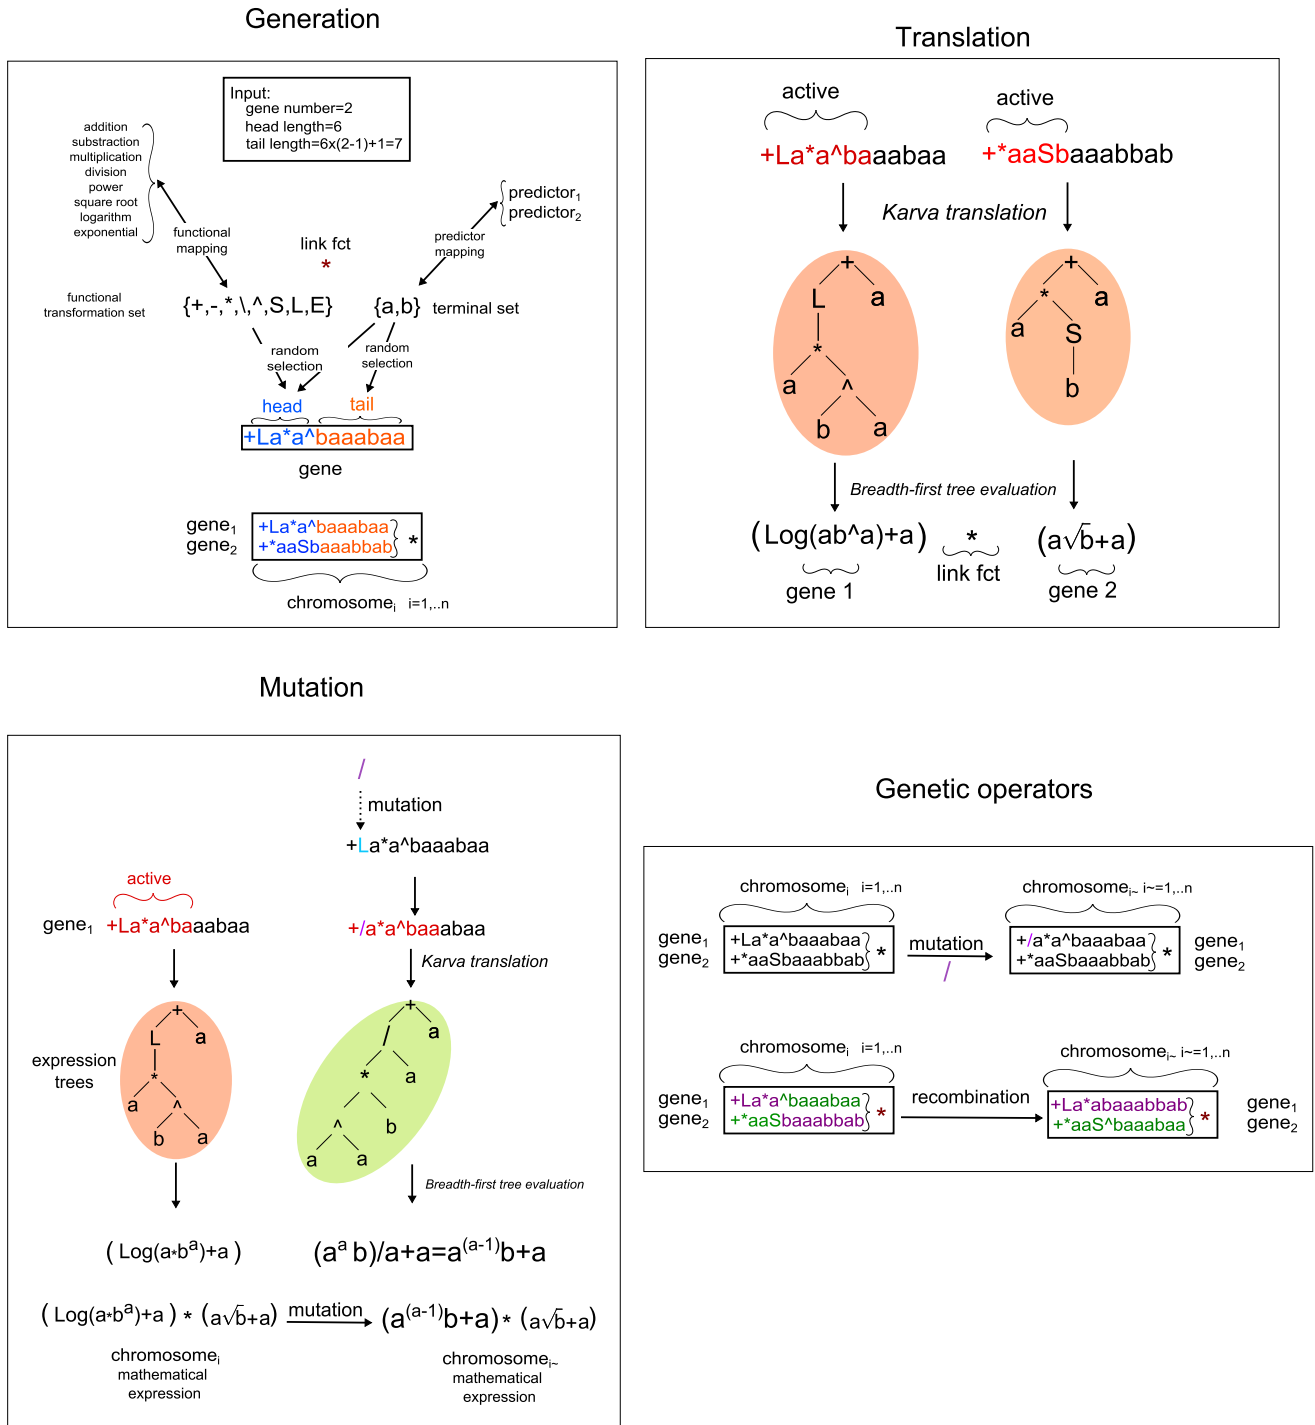 Generation
Input:
gene number=2
head length=6
tail length=6x(2-1)+1=7
addition
substraction
multiplication
division
power
square root
logarithm
exponential
predictor1
predictor2
functional
mapping
link fct
*
predictor
mapping
functional
transformation set
{+,-,*,\,^,S,L,E}
{a,b}
terminal set
random
selection
random
selection
head
tail
+La*a^baaabaa
gene
gene1 +La*a^baaabaa
gene2 +*aaSbaaabbab
*
chromosomei i=1,..n
Translation
active
active
+La*a^baaabaa
+*aaSbaaabbab
Karva translation
+
L a
*
a ^
b a
+
* a
a S
b
Breadth-first tree evaluation
(Log(ab^a)+a) * (a√b+a)
gene 1
link fct
gene 2
Mutation
/
mutation
+La*a^baaabaa
active
gene1 +La*a^baaabaa
+/a*a^baaabaa
Karva translation
expression
trees
+
L a
*
a ^
b a
+
/ a
* a
^ b
a a
Breadth-first tree evaluation
(Log(a*b^a)+a)
(a^a b)/a+a=a^(a-1)b+a
(Log(a*b^a)+a) * (a√b+a)
mutation
(a^(a-1)b+a) * (a√b+a)
chromosomei
mathematical
expression
chromosomei~
mathematical
expression
Genetic operators
chromosomei i=1,..n
chromosomei~ i~=1,..n
gene1 +La*a^baaabaa
gene2 +*aaSbaaabbab
*
mutation
/
+/a*a^baaabaa gene1
+*aaSbaaabbab gene2
*
chromosomei i=1,..n
chromosomei~ i~=1,..n
gene1 +La*a^baaabaa
gene2 +*aaSbaaabbab
*
recombination
+La*abaaabbab gene1
+*aaS^baaabaa gene2
*